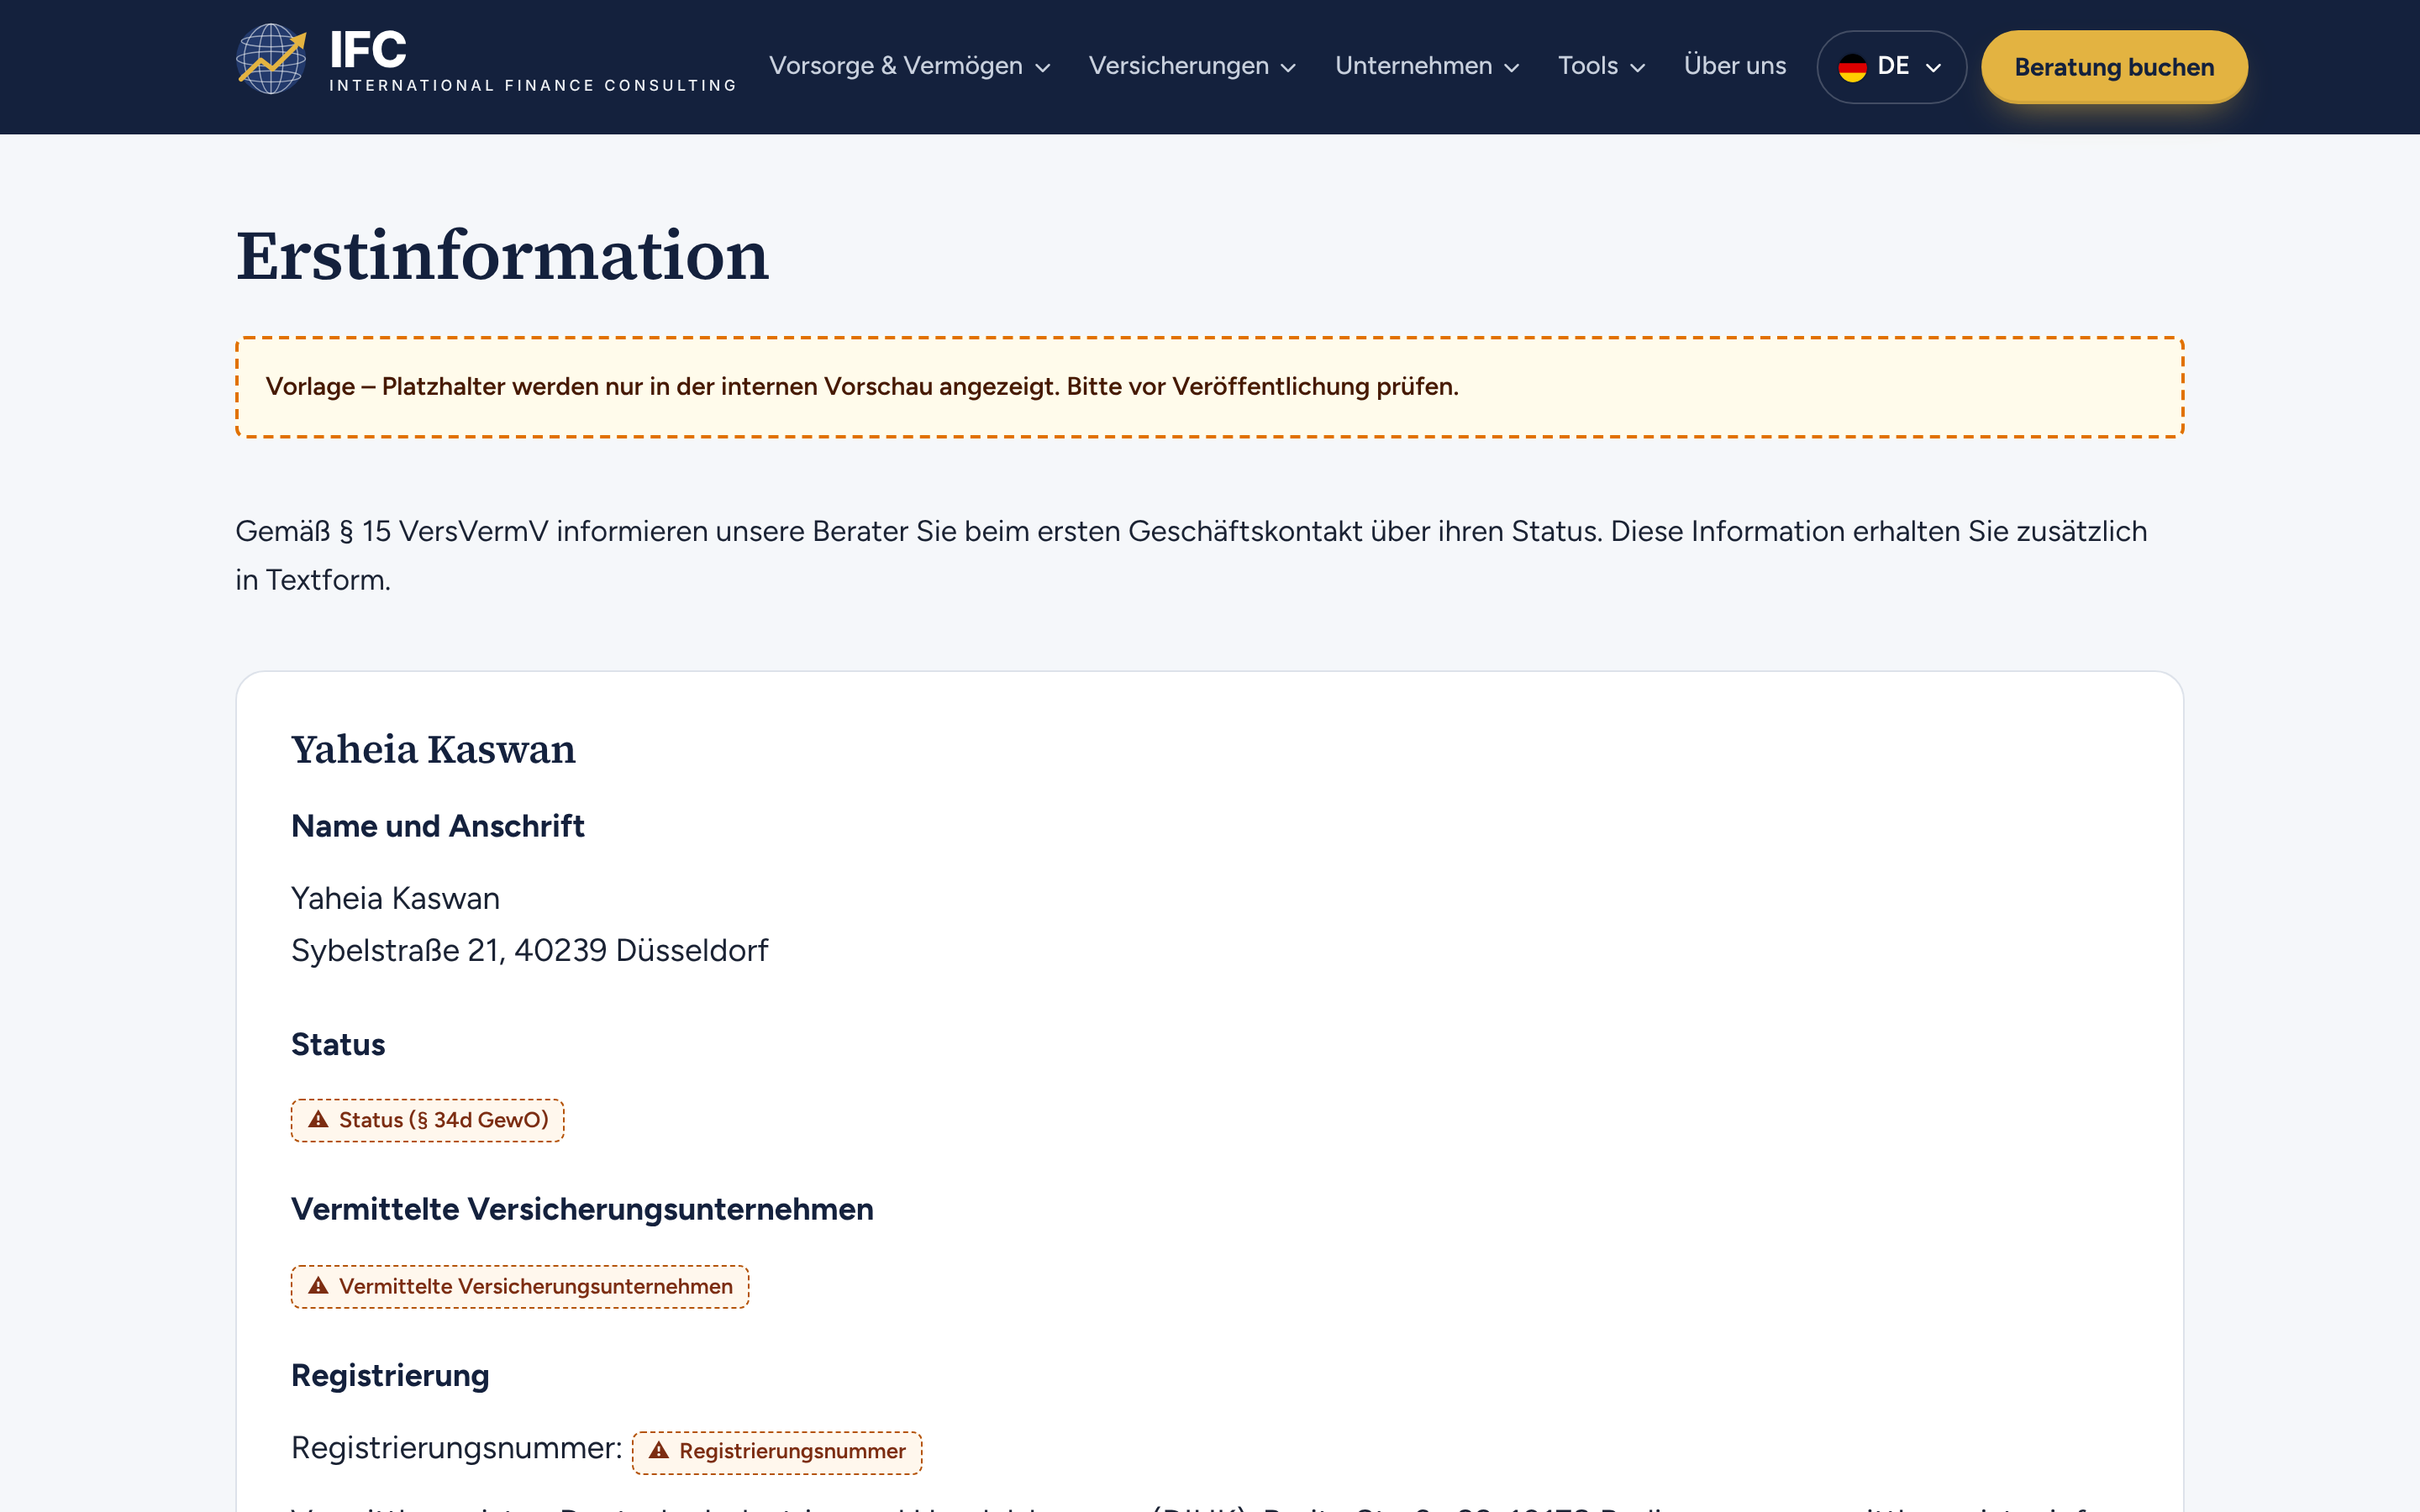 IFC
INTERNATIONAL FINANCE CONSULTING
Vorsorge & Vermögen
Versicherungen
Unternehmen
Tools
Über uns
DE
Beratung buchen
Erstinformation
Vorlage – Platzhalter werden nur in der internen Vorschau angezeigt. Bitte vor Veröffentlichung prüfen.
Gemäß § 15 VersVermV informieren unsere Berater Sie beim ersten Geschäftskontakt über ihren Status. Diese Information erhalten Sie zusätzlich
in Textform.
Yaheia Kaswan
Name und Anschrift
Yaheia Kaswan
Sybelstraße 21, 40239 Düsseldorf
Status
Status (§ 34d GewO)
Vermittelte Versicherungsunternehmen
Vermittelte Versicherungsunternehmen
Registrierung
Registrierungsnummer: Registrierungsnummer